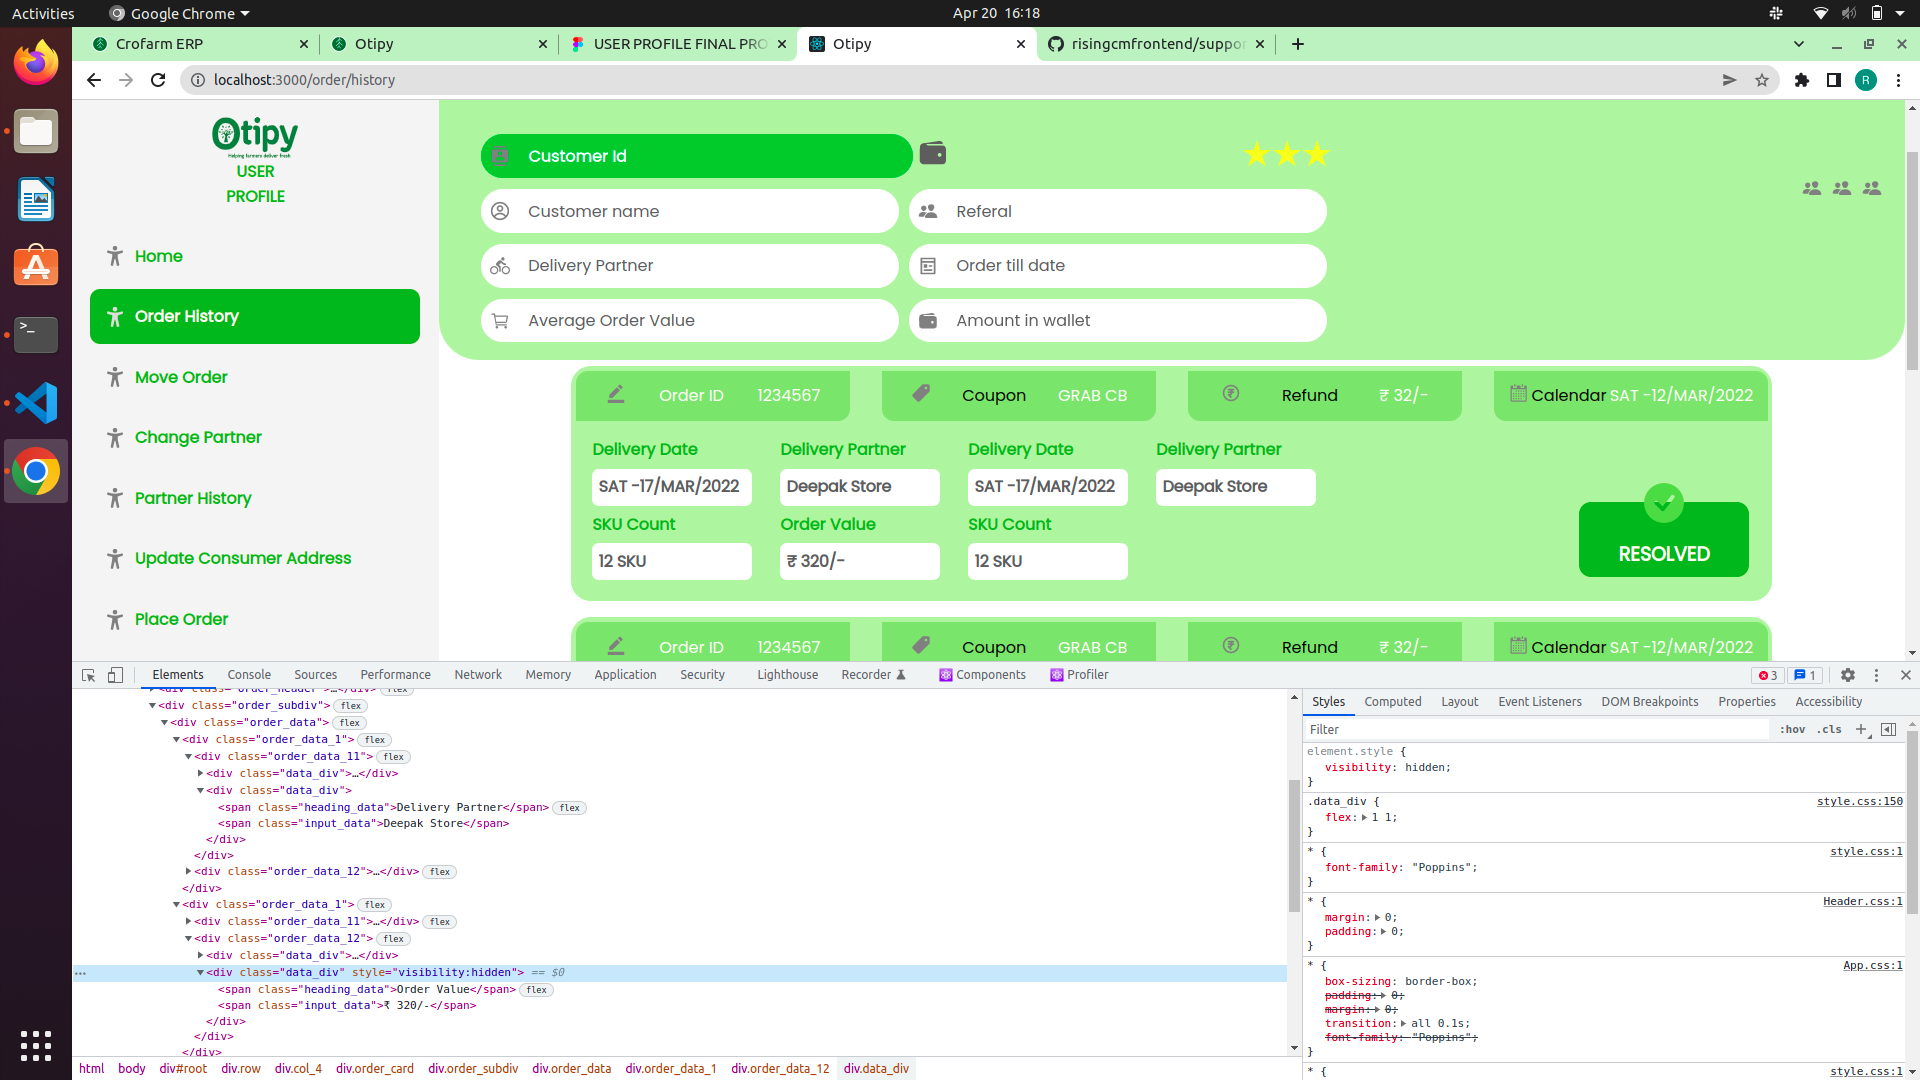 Activities
Google Chrome
Apr 20 16:18
Crofarm ERP
Otipy
USER PROFILE FINAL PRO
Otipy
risingcmfrontend/suppor
localhost:3000/order/history
R
Otipy
Helping farmers deliver fresh
USER
PROFILE
Home
Order History
Move Order
Change Partner
Partner History
Update Consumer Address
Place Order
Customer Id
Customer name
Referal
Delivery Partner
Order till date
Average Order Value
Amount in wallet
Order ID 1234567
Coupon GRAB CB
Refund ₹ 32/-
Calendar SAT -12/MAR/2022
Delivery Date
Delivery Partner
Delivery Date
Delivery Partner
SAT -17/MAR/2022
Deepak Store
SAT -17/MAR/2022
Deepak Store
SKU Count
Order Value
SKU Count
12 SKU
₹ 320/-
12 SKU
RESOLVED
Order ID 1234567
Coupon GRAB CB
Refund ₹ 32/-
Calendar SAT -12/MAR/2022
Elements Console Sources Performance Network Memory Application Security Lighthouse Recorder Components Profiler
3
1
<div class="order_header">…</div> flex
<div class="order_subdiv"> flex
<div class="order_data"> flex
<div class="order_data_1"> flex
<div class="order_data_11"> flex
<div class="data_div">…</div>
<div class="data_div">
<span class="heading_data">Delivery Partner</span> flex
<span class="input_data">Deepak Store</span>
</div>
</div>
<div class="order_data_12">…</div> flex
</div>
<div class="order_data_1"> flex
<div class="order_data_11">…</div> flex
<div class="order_data_12"> flex
<div class="data_div">…</div>
<div class="data_div" style="visibility:hidden"> == $0
<span class="heading_data">Order Value</span> flex
<span class="input_data">₹ 320/-</span>
</div>
</div>
</div>
html body div#root div.row div.col_4 div.order_card div.order_subdiv div.order_data div.order_data_1 div.order_data_12 div.data_div
Styles Computed Layout Event Listeners DOM Breakpoints Properties Accessibility
Filter
:hov .cls
element.style {
visibility: hidden;
}
.data_div {
style.css:150
flex: 1 1;
}
* {
style.css:1
font-family: "Poppins";
}
* {
Header.css:1
margin: 0;
padding: 0;
}
* {
App.css:1
box-sizing: border-box;
padding: 0;
margin: 0;
transition: all 0.1s;
font-family: "Poppins";
}
* {
style.css:1